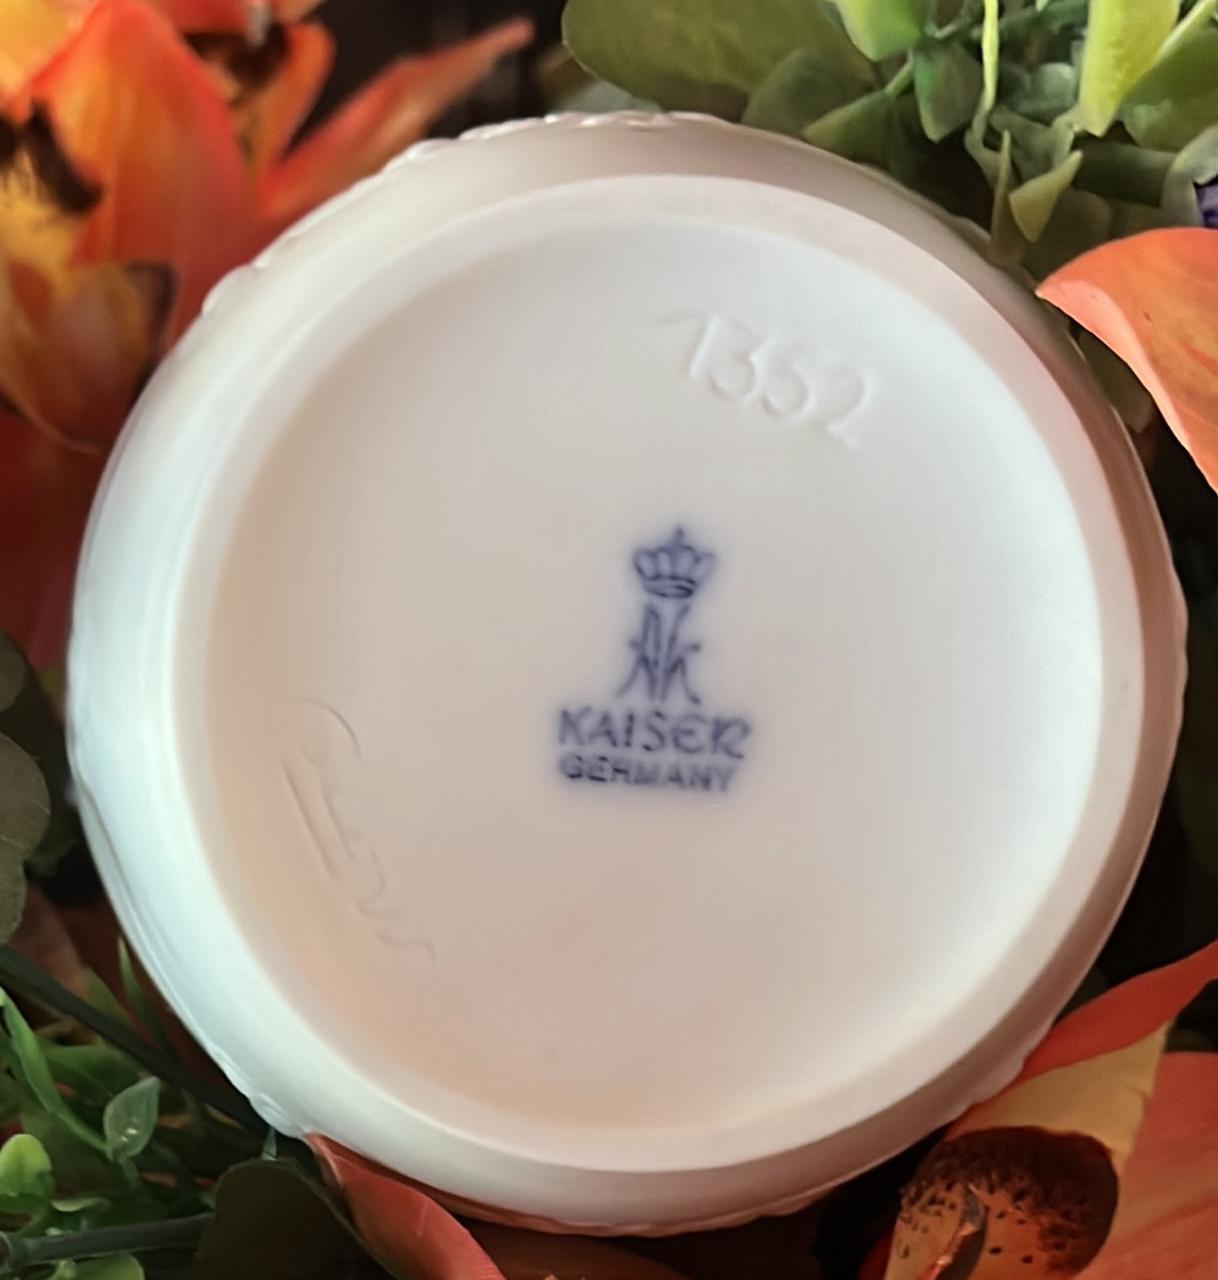 1352
AK
KAISER
GERMANY